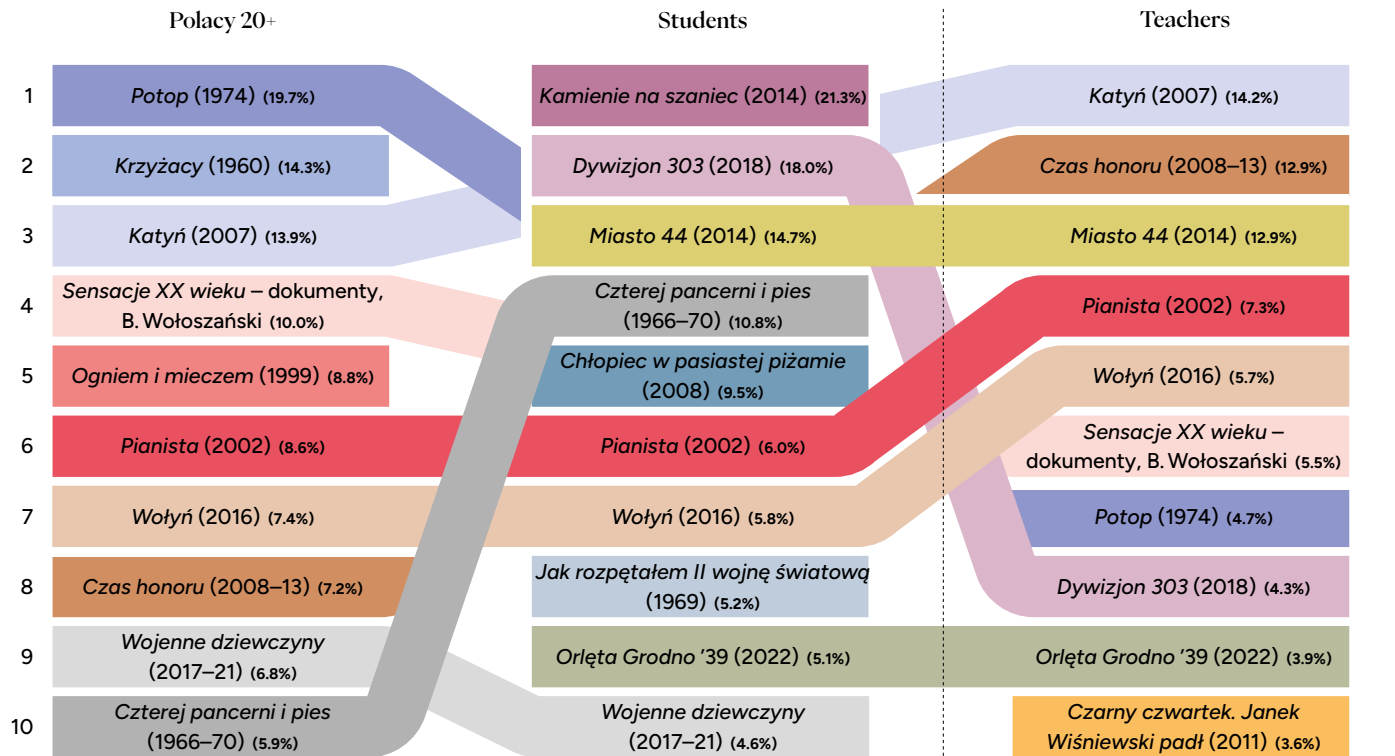 Polacy 20+
Students
Teachers
1
Potop (1974) (19.7%)
Kamienie na szaniec (2014) (21.3%)
Katyń (2007) (14.2%)
2
Krzyżacy (1960) (14.3%)
Dywizjon 303 (2018) (18.0%)
Czas honoru (2008–13) (12.9%)
3
Katyń (2007) (13.9%)
Miasto 44 (2014) (14.7%)
Miasto 44 (2014) (12.9%)
4
Sensacje XX wieku – dokumenty,
B. Wołoszański (10.0%)
Czterej pancerni i pies
(1966–70) (10.8%)
Pianista (2002) (7.3%)
5
Ogniem i mieczem (1999) (8.8%)
Chłopiec w pasiastej piżamie
(2008) (9.5%)
Wołyń (2016) (5.7%)
6
Pianista (2002) (8.6%)
Pianista (2002) (6.0%)
Sensacje XX wieku –
dokumenty, B. Wołoszański (5.5%)
7
Wołyń (2016) (7.4%)
Wołyń (2016) (5.8%)
Potop (1974) (4.7%)
8
Czas honoru (2008–13) (7.2%)
Jak rozpętałem II wojnę światową
(1969) (5.2%)
Dywizjon 303 (2018) (4.3%)
9
Wojenne dziewczyny
(2017–21) (6.8%)
Orlęta Grodno ’39 (2022) (5.1%)
Orlęta Grodno ’39 (2022) (3.9%)
10
Czterej pancerni i pies
(1966–70) (5.9%)
Wojenne dziewczyny
(2017–21) (4.6%)
Czarny czwartek. Janek
Wiśniewski padł (2011) (3.6%)